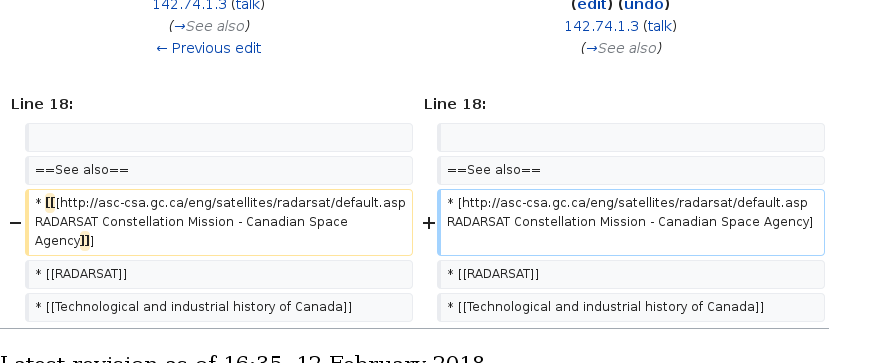 142.74.1.3 (talk)
(→See also)
← Previous edit
(edit) (undo)
142.74.1.3 (talk)
(→See also)
Line 18:
Line 18:
==See also==
==See also==
− * [[[http://asc-csa.gc.ca/eng/satellites/radarsat/default.asp
RADARSAT Constellation Mission - Canadian Space
Agency]]]
+ * [http://asc-csa.gc.ca/eng/satellites/radarsat/default.asp
RADARSAT Constellation Mission - Canadian Space Agency]
* [[RADARSAT]]
* [[RADARSAT]]
* [[Technological and industrial history of Canada]]
* [[Technological and industrial history of Canada]]
Latest revision as of 16:35, 12 February 2018